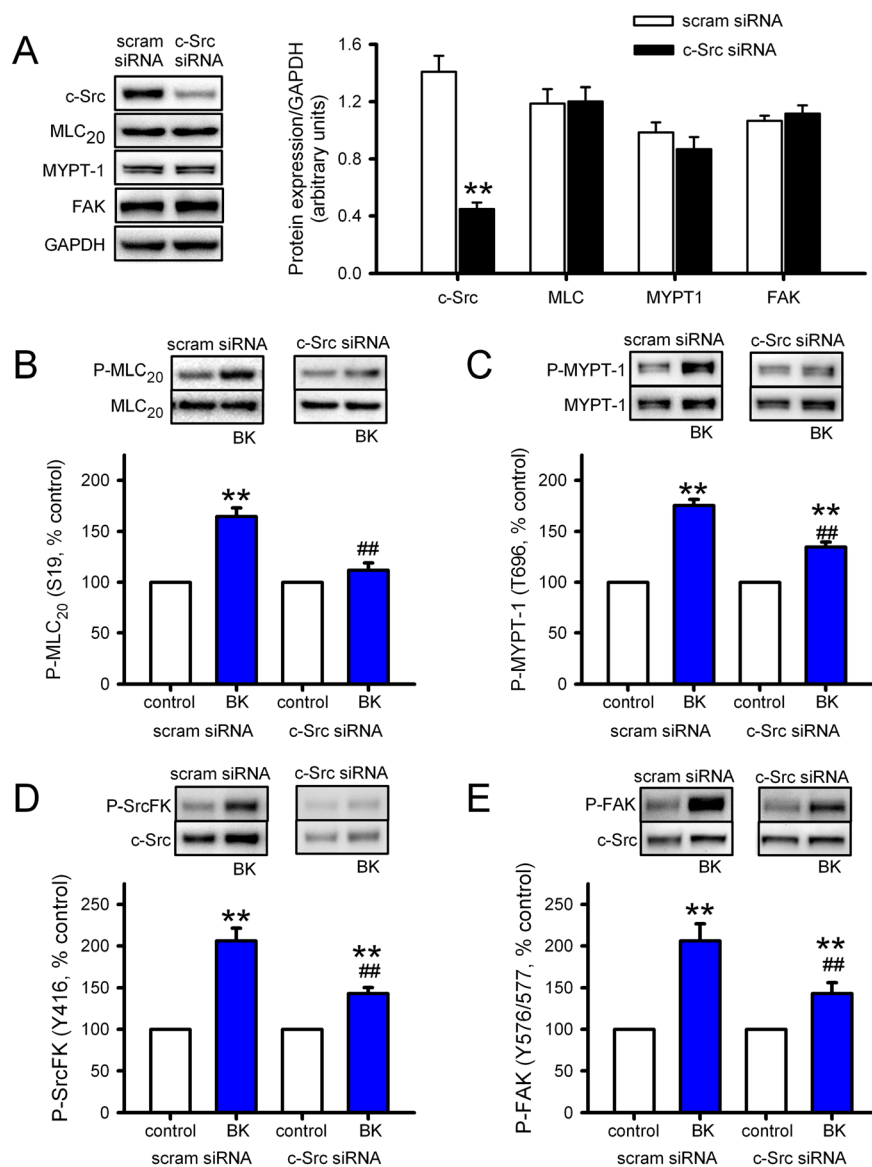 A
scram siRNA
c-Src siRNA
c-Src
MLC20
MYPT-1
FAK
GAPDH
scram siRNA
c-Src siRNA
Protein expression/GAPDH
(arbitrary units)
1.6
1.2
0.8
0.4
0.0
**
c-Src MLC MYPT1 FAK
B
scram siRNA c-Src siRNA
P-MLC20
MLC20
BK BK
P-MLC20 (S19, % control)
200
150
100
50
0
**
##
control BK control BK
scram siRNA c-Src siRNA
C
scram siRNA c-Src siRNA
P-MYPT-1
MYPT-1
BK BK
P-MYPT-1 (T696, % control)
200
150
100
50
0
**
**
##
control BK control BK
scram siRNA c-Src siRNA
D
scram siRNA c-Src siRNA
P-SrcFK
c-Src
BK BK
P-SrcFK (Y416, % control)
250
200
150
100
50
0
**
**
##
control BK control BK
scram siRNA c-Src siRNA
E
scram siRNA c-Src siRNA
P-FAK
c-Src
BK BK
P-FAK (Y576/577, % control)
250
200
150
100
50
0
**
**
##
control BK control BK
scram siRNA c-Src siRNA